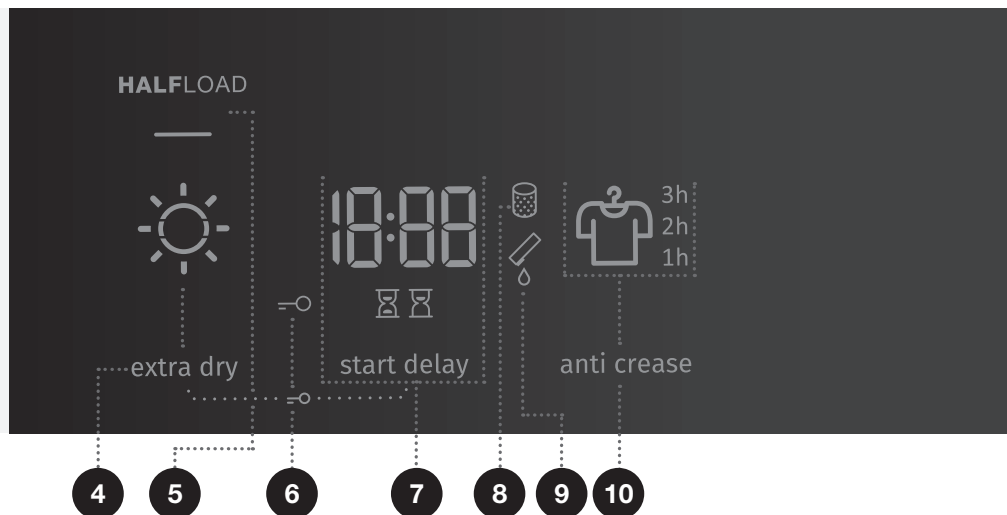 HALFLOAD
18:88
3h
2h
1h
extra dry
start delay
anti crease
4
5
6
7
8
9
10